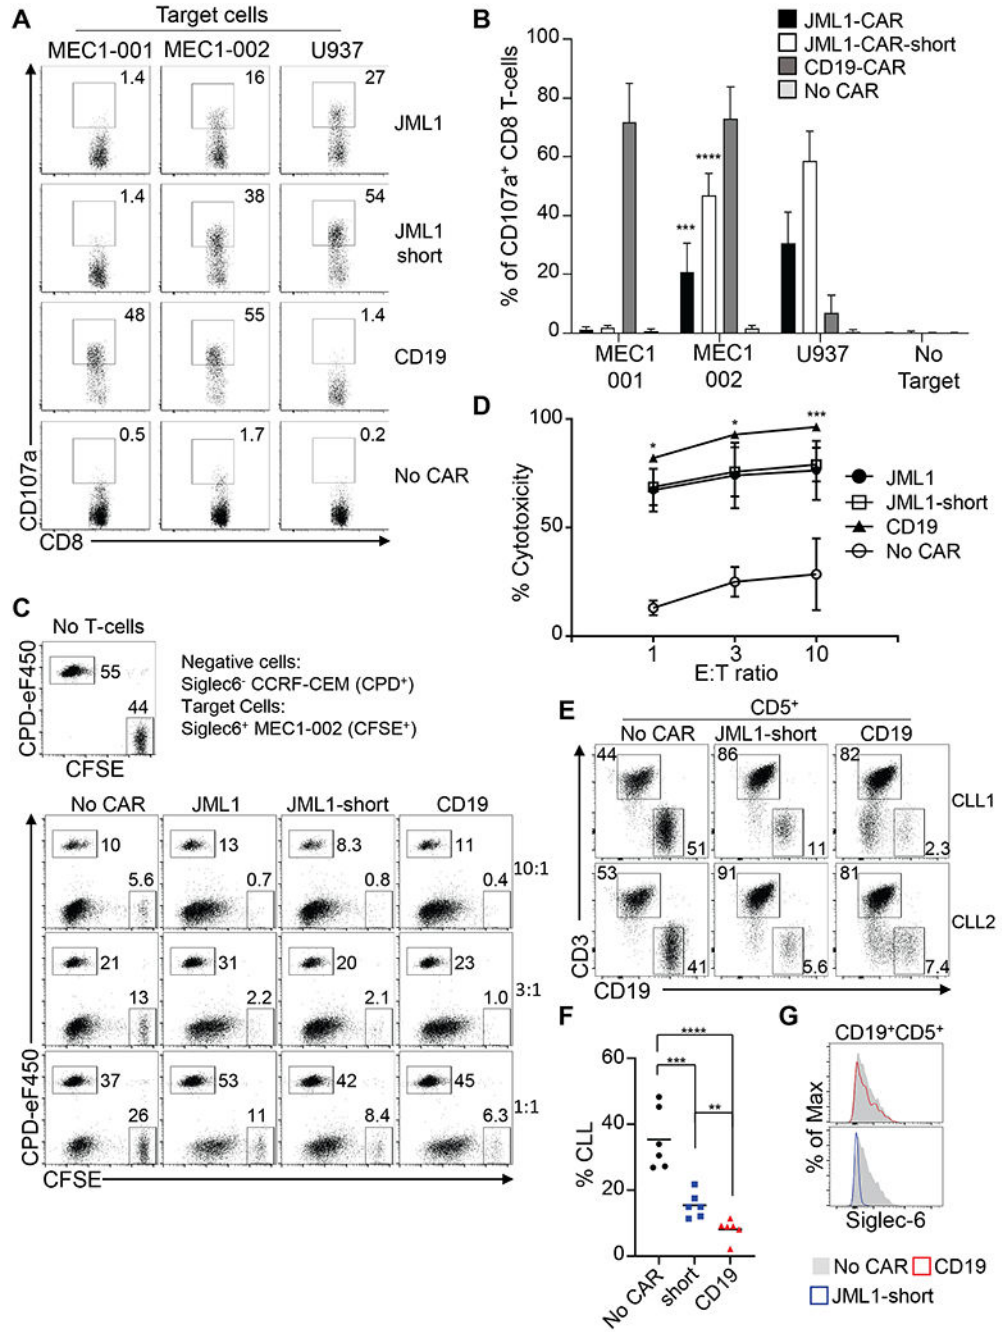 A
Target cells
MEC1-001 MEC1-002 U937
1.4 16 27
JML1
1.4 38 54
JML1
short
48 55 1.4
CD19
0.5 1.7 0.2
No CAR
CD107a
CD8
B
JML1-CAR
JML1-CAR-short
CD19-CAR
No CAR
% of CD107a+ CD8 T-cells
100
80
60
40
20
0
*** ****
MEC1 001
MEC1 002
U937
No Target
C
No T-cells
CPD-eF450
55
44
CFSE
Negative cells:
Siglec6- CCRF-CEM (CPD+)
Target Cells:
Siglec6+ MEC1-002 (CFSE+)
No CAR JML1 JML1-short CD19
10 13 8.3 11
5.6 0.7 0.8 0.4
10:1
21 31 20 23
13 2.2 2.1 1.0
3:1
37 53 42 45
26 11 8.4 6.3
1:1
CPD-eF450
CFSE
D
% Cytotoxicity
100
50
0
* * ***
1 3 10
E:T ratio
JML1
JML1-short
CD19
No CAR
E
CD5+
No CAR JML1-short CD19
44 86 82
51 11 2.3
CLL1
53 91 81
41 5.6 7.4
CLL2
CD3
CD19
F
% CLL
60
40
20
0
****
***
**
No CAR
short
CD19
G
CD19+CD5+
% of Max
Siglec-6
No CAR CD19
JML1-short